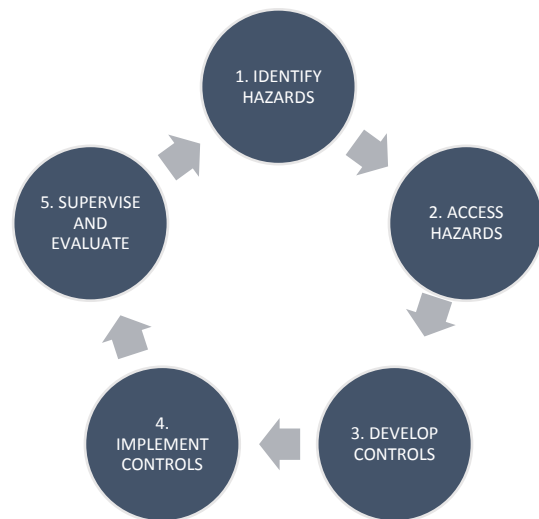 1. IDENTIFY
HAZARDS
2. ACCESS
HAZARDS
3. DEVELOP
CONTROLS
4.
IMPLEMENT
CONTROLS
5. SUPERVISE
AND
EVALUATE